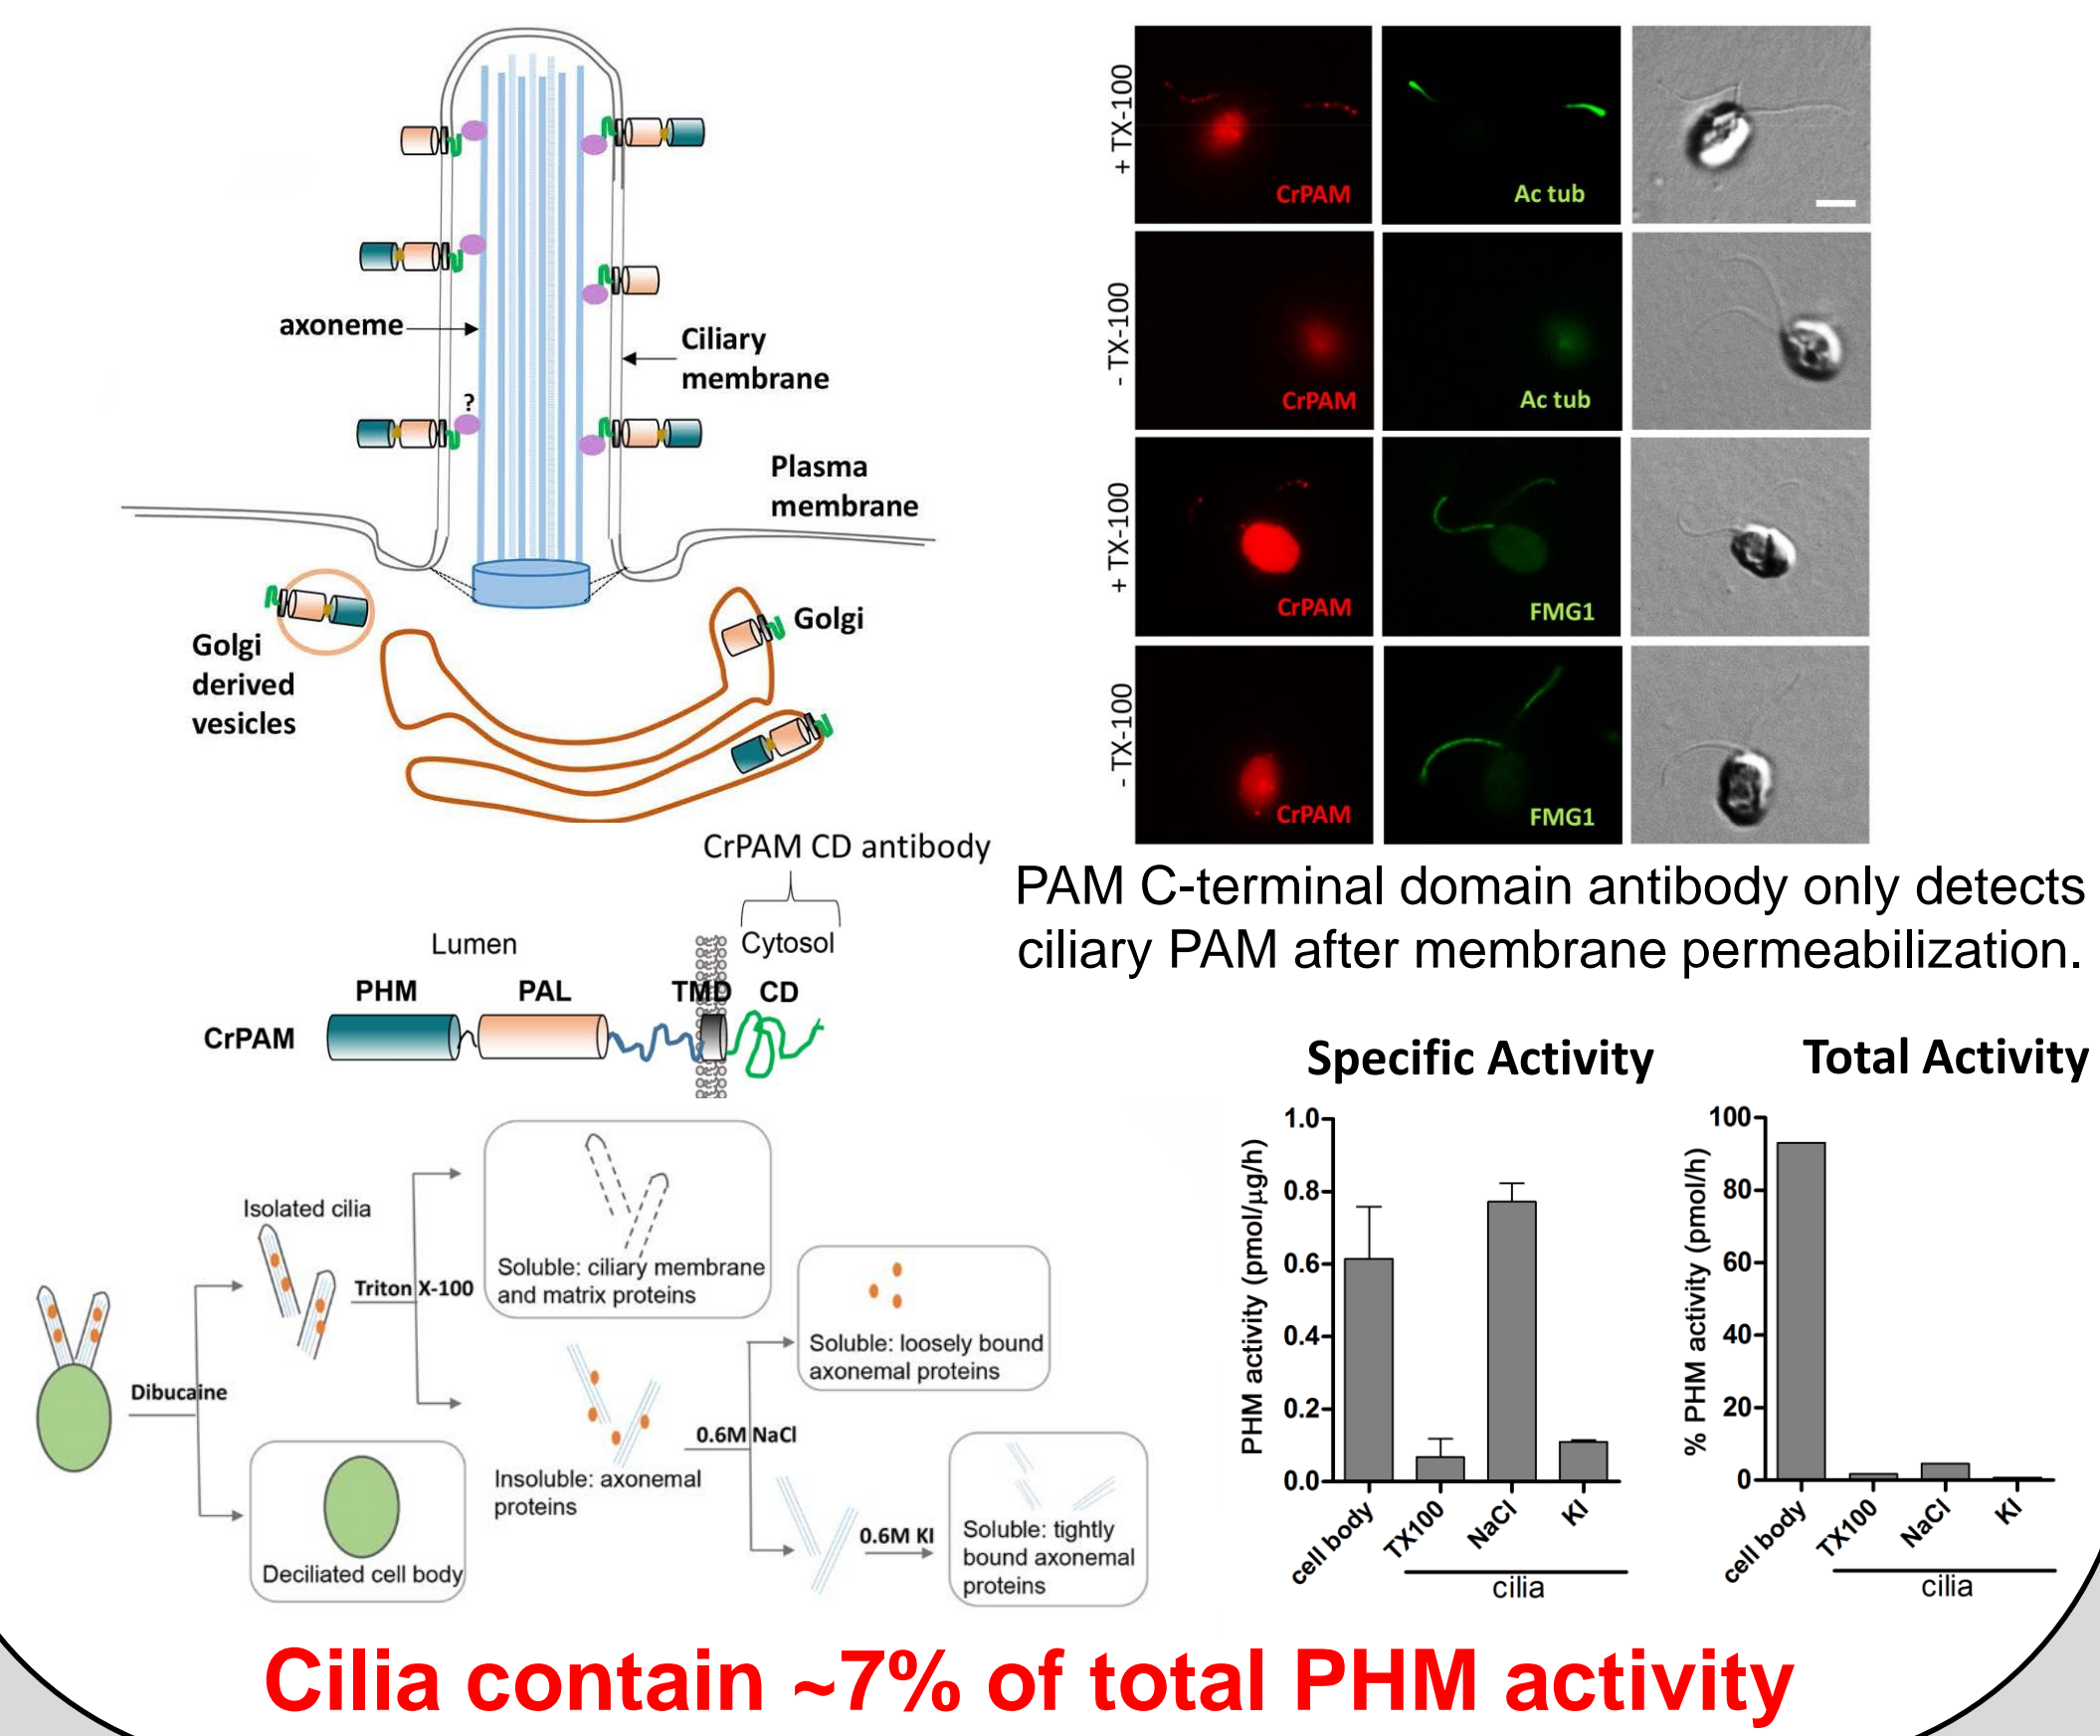 axoneme
Ciliary
membrane
?
Plasma
membrane
Golgi
derived
vesicles
Golgi
+ TX-100
CrPAM
Ac tub
- TX-100
CrPAM
Ac tub
+ TX-100
CrPAM
FMG1
- TX-100
CrPAM
FMG1
PAM C-terminal domain antibody only detects
ciliary PAM after membrane permeabilization.
CrPAM CD antibody
Lumen
Cytosol
PHM
PAL
TMD
CD
CrPAM
Isolated cilia
Triton X-100
Dibucaine
Soluble: ciliary membrane
and matrix proteins
Insoluble: axonemal
proteins
0.6M NaCl
Soluble: loosely bound
axonemal proteins
0.6M KI
Soluble: tightly
bound axonemal
proteins
Deciliated cell body
Specific Activity
PHM activity (pmol/µg/h)
1.0
0.8
0.6
0.4
0.2
0.0
cell body
TX100
NaCl
KI
cilia
Total Activity
% PHM activity (pmol/h)
100
80
60
40
20
0
cell body
TX100
NaCl
KI
cilia
Cilia contain ~7% of total PHM activity